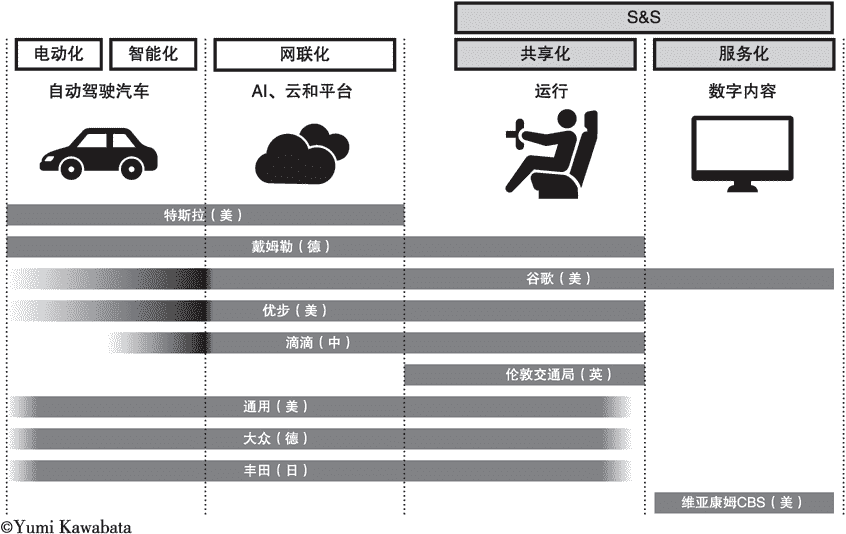 S&S
电动化 智能化 网联化 共享化 服务化
自动驾驶汽车 AI、云和平台 运行 数字内容
特斯拉（美）
戴姆勒（德）
谷歌（美）
优步（美）
滴滴（中）
伦敦交通局（英）
通用（美）
大众（德）
丰田（日）
维亚康姆CBS（美）
©Yumi Kawabata